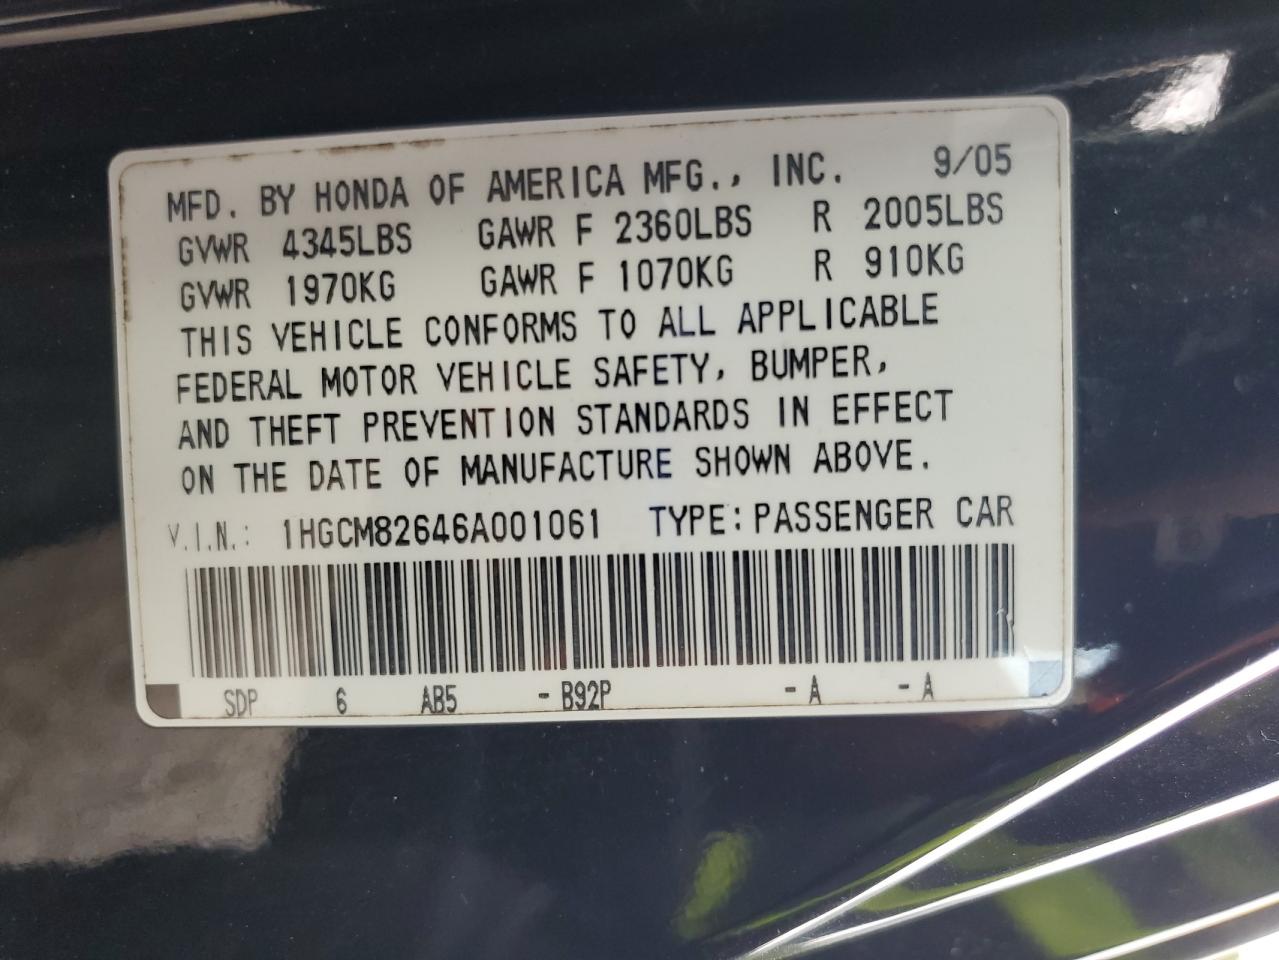 MFD. BY HONDA OF AMERICA MFG., INC. 9/05
GVWR 4345LBS GAWR F 2360LBS R 2005LBS
GVWR 1970KG GAWR F 1070KG R 910KG
THIS VEHICLE CONFORMS TO ALL APPLICABLE
FEDERAL MOTOR VEHICLE SAFETY, BUMPER,
AND THEFT PREVENTION STANDARDS IN EFFECT
ON THE DATE OF MANUFACTURE SHOWN ABOVE.
V.I.N.: 1HGCM82646A001061 TYPE: PASSENGER CAR
SDP 6 AB5 - B92P - A - A